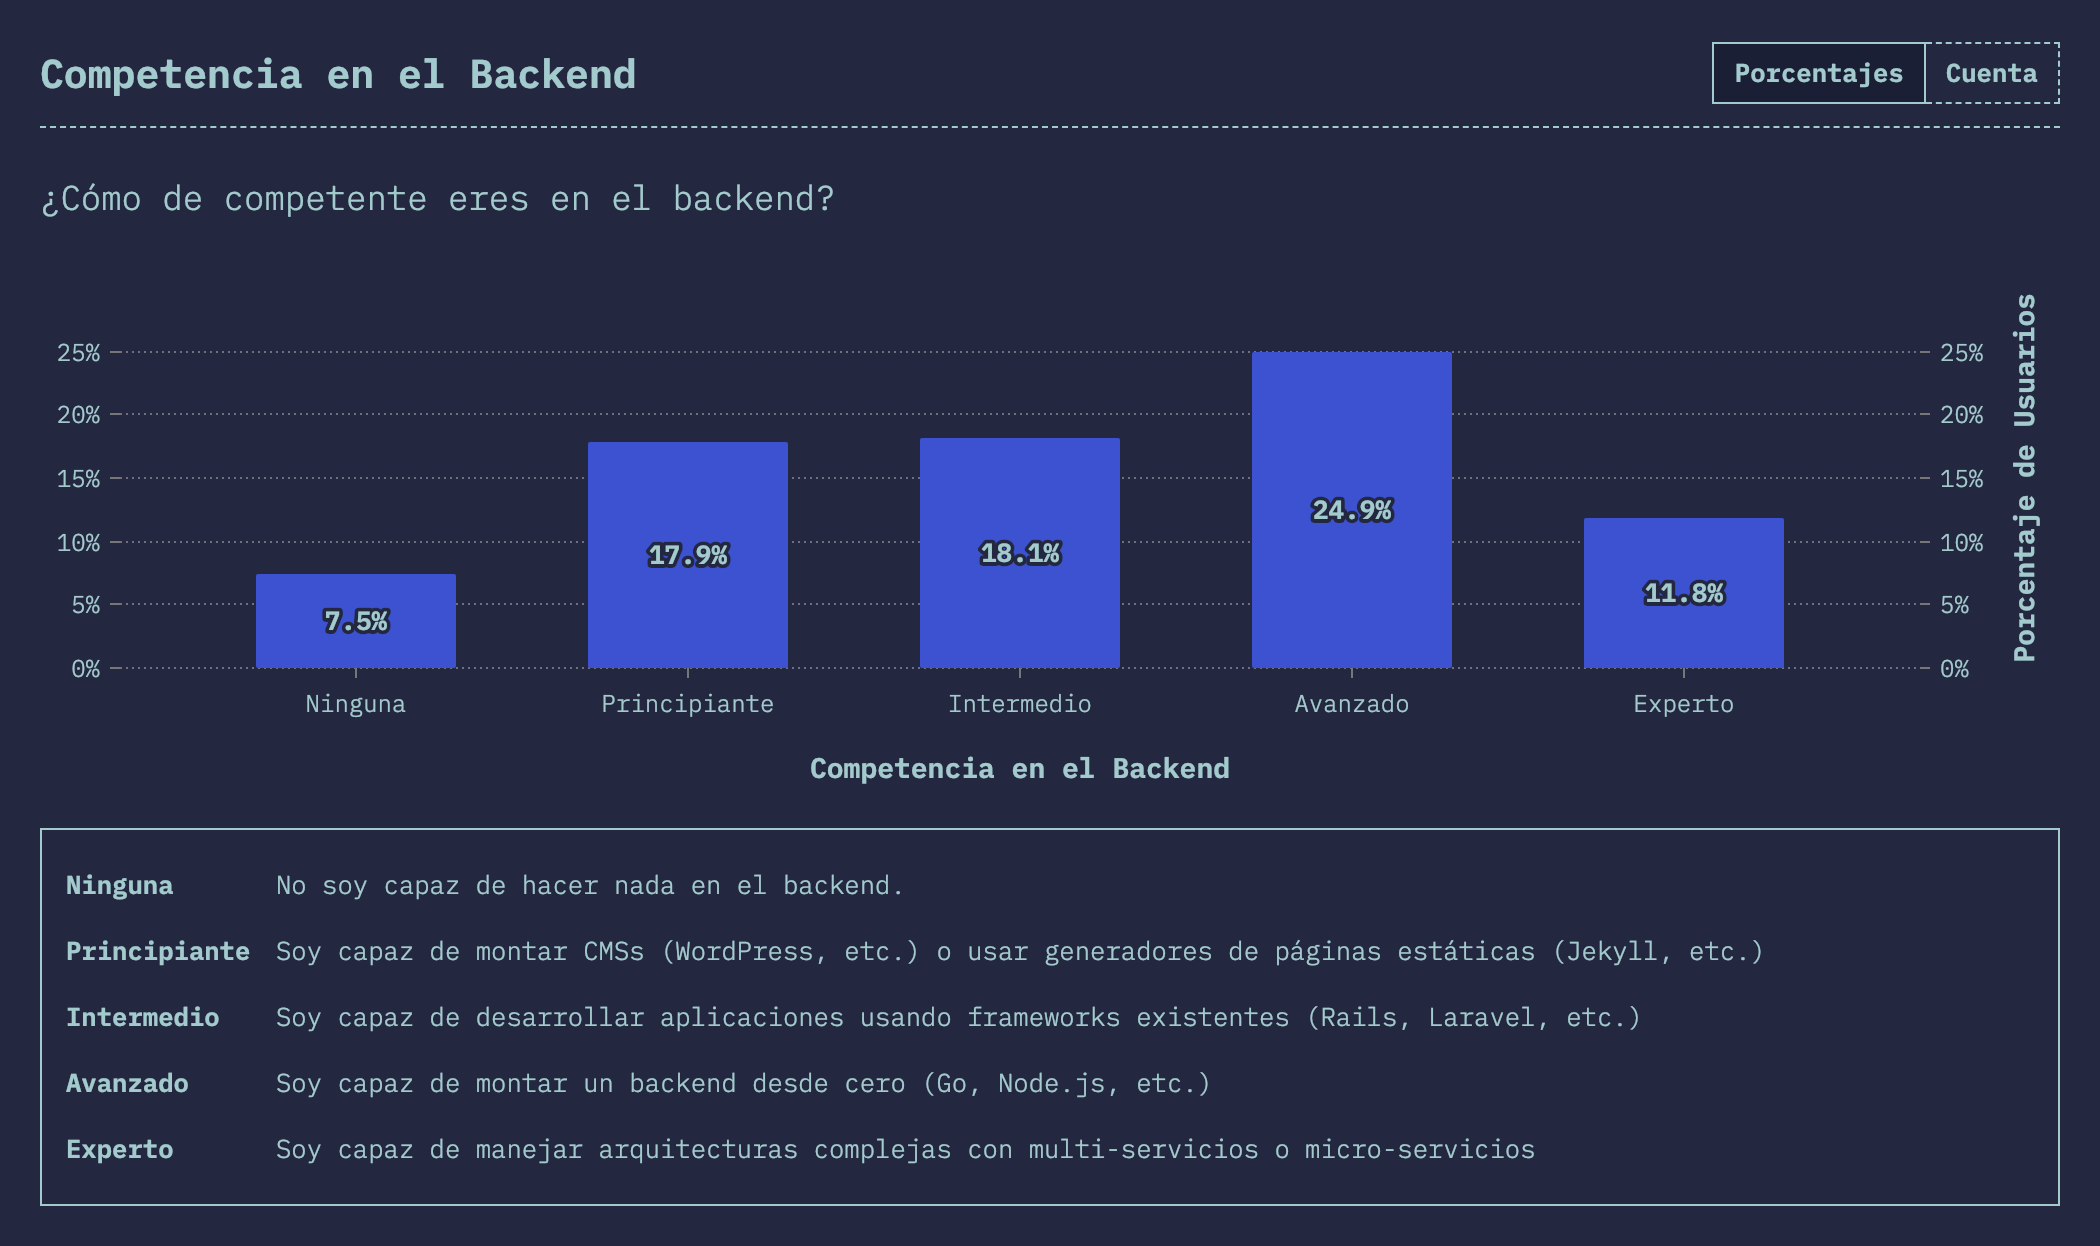 Competencia en el Backend
Porcentajes Cuenta
¿Cómo de competente eres en el backend?
25% 25%
20% 20%
15% 15%
10% 10%
5% 5%
0% 0%
7.5% 17.9% 18.1% 24.9% 11.8%
Ninguna Principiante Intermedio Avanzado Experto
Competencia en el Backend
Porcentaje de Usuarios
Ninguna No soy capaz de hacer nada en el backend.
Principiante Soy capaz de montar CMSs (WordPress, etc.) o usar generadores de páginas estáticas (Jekyll, etc.)
Intermedio Soy capaz de desarrollar aplicaciones usando frameworks existentes (Rails, Laravel, etc.)
Avanzado Soy capaz de montar un backend desde cero (Go, Node.js, etc.)
Experto Soy capaz de manejar arquitecturas complejas con multi-servicios o micro-servicios